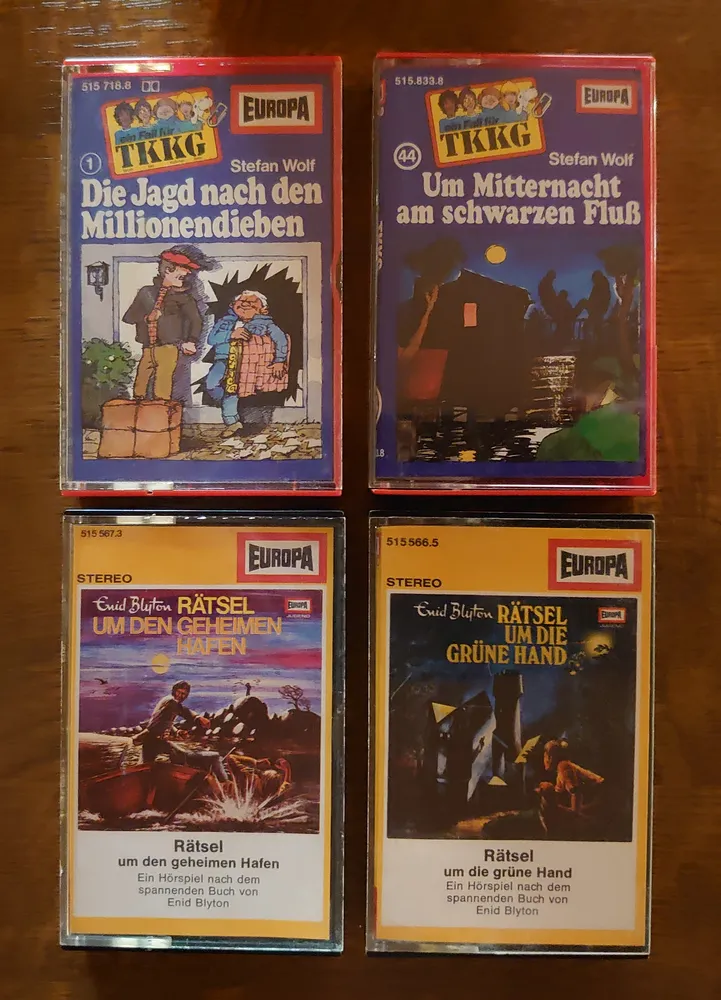 515 718.8
ein Fall für
TKKG
EUROPA
1
Stefan Wolf
Die Jagd nach den
Millionendieben
515.833.8
ein Fall für
TKKG
EUROPA
44
Stefan Wolf
Um Mitternacht
am schwarzen Fluß
TKKG
18
515 567.3
EUROPA
STEREO
Enid Blyton RÄTSEL
UM DEN GEHEIMEN
HAFEN
EUROPA
Rätsel
um den geheimen Hafen
Ein Hörspiel nach dem
spannenden Buch von
Enid Blyton
515 566.5
EUROPA
STEREO
Enid Blyton RÄTSEL
UM DIE
GRÜNE HAND
EUROPA
Rätsel
um die grüne Hand
Ein Hörspiel nach dem
spannenden Buch von
Enid Blyton